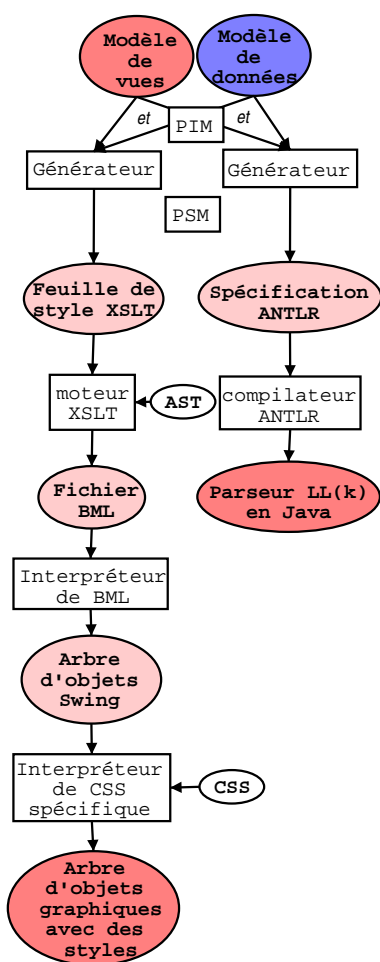 Modèle
de
vues
Modèle
de
données
et
PIM
et
Générateur
Générateur
PSM
Feuille de
style XSLT
Spécification
ANTLR
moteur
XSLT
AST
compilateur
ANTLR
Fichier
BML
Parseur LL(k)
en Java
Interpréteur
de BML
Arbre
d'objets
Swing
Interpréteur
de CSS
spécifique
CSS
Arbre
d'objets
graphiques
avec des
styles